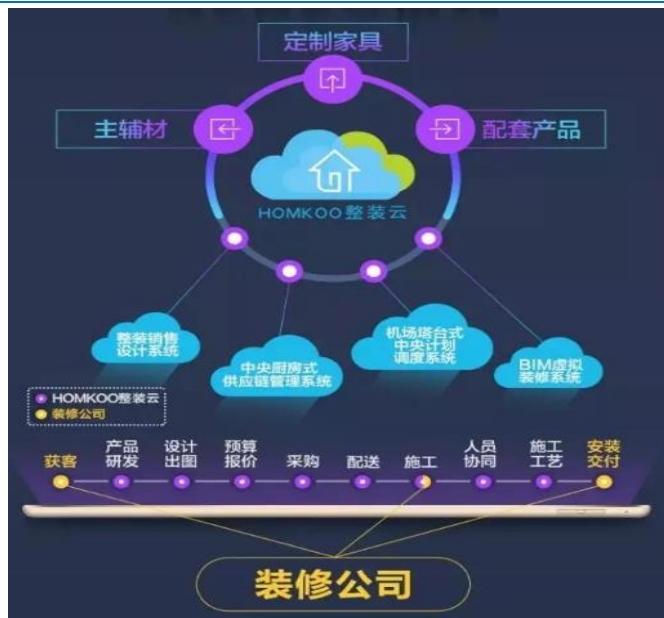 定制家具
主辅材
配套产品
HOMKOO整装云
整装销售
设计系统
中央厨房式
供应链管理系统
机场塔台式
中央计划
调度系统
BIM虚拟
装修系统
HOMKOO整装云
装修公司
获客
产品
研发
设计
出图
预算
报价
采购
配送
施工
人员
协同
施工
工艺
安装
交付
装修公司